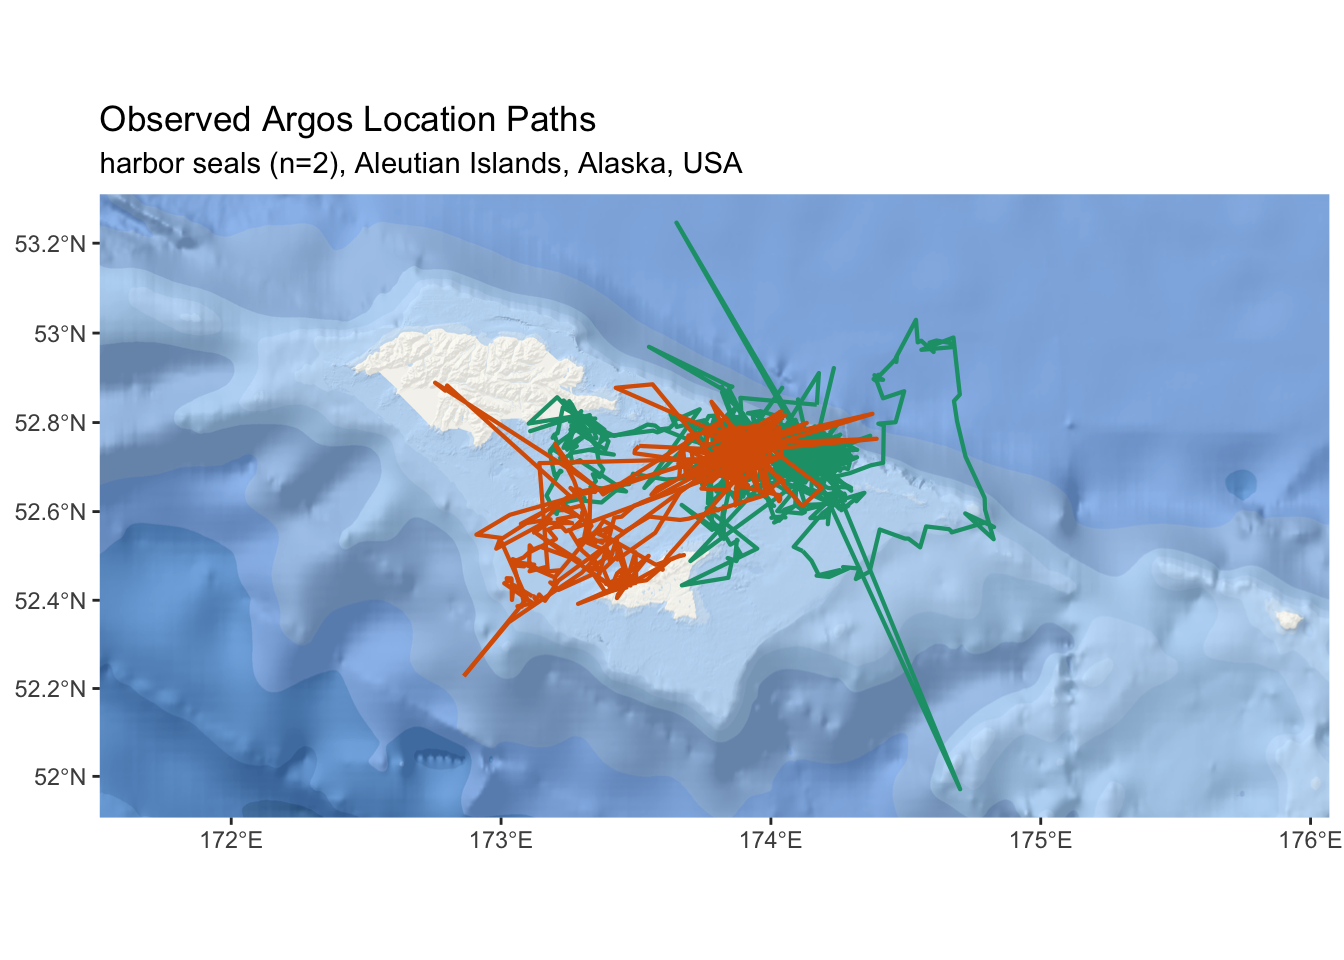 Observed Argos Location Paths
harbor seals (n=2), Aleutian Islands, Alaska, USA
53.2°N
53°N
52.8°N
52.6°N
52.4°N
52.2°N
52°N
172°E
173°E
174°E
175°E
176°E